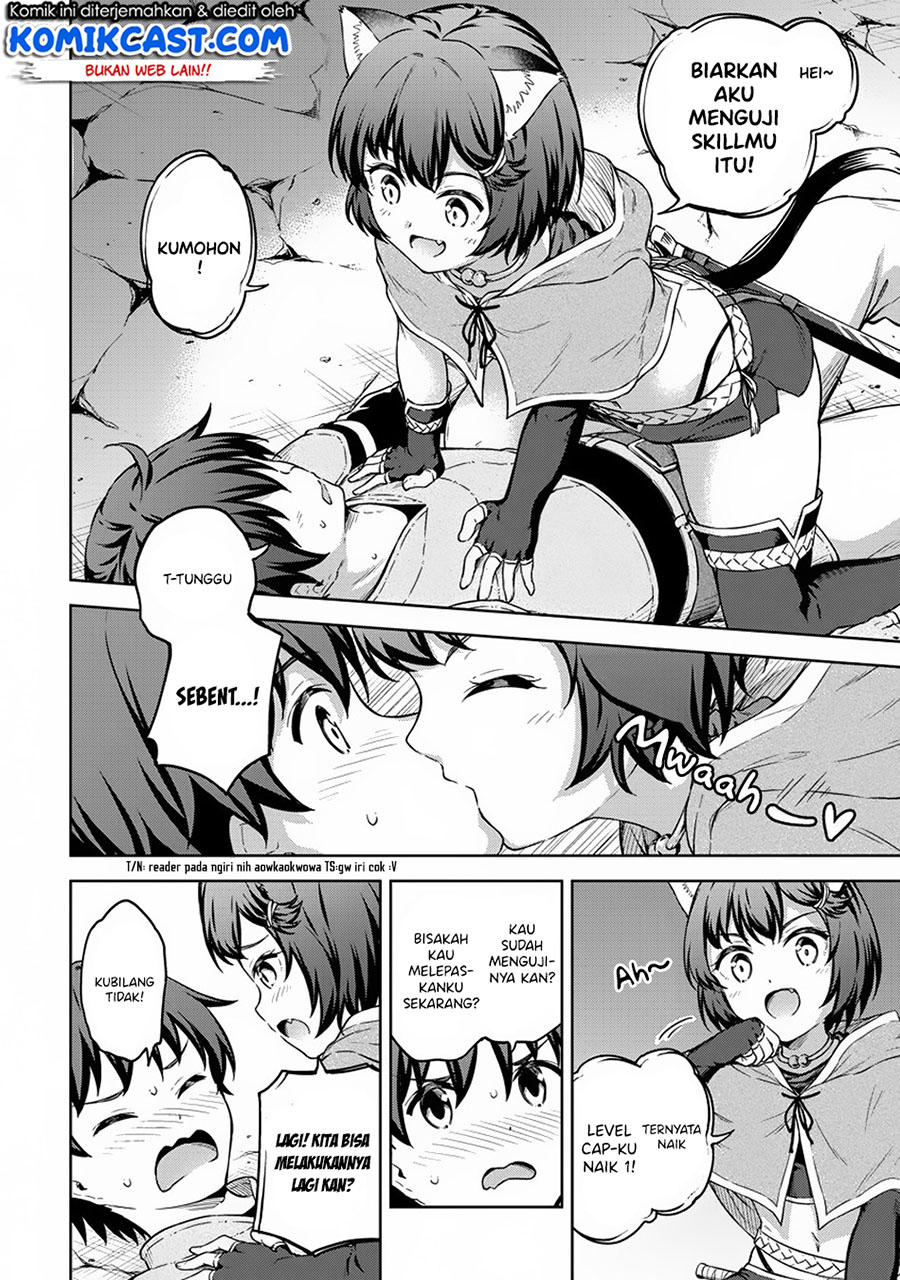 Komik ini diterjemahkan & diedit oleh
KOMIKCAST.COM
BUKAN WEB LAIN!!
HEI~
BIARKAN
AKU
MENGUJI
SKILLMU
ITU!
KUMOHON
!
T-TUNGGU
SEBENT...!
Mwaah
T/N: reader pada ngiri nih aowkaokwowa TS:gw iri cok :V
Ah~
TERNYATA
NAIK
LEVEL
CAP-KU
NAIK 1!
KAU
SUDAH
MENGUJI-
NYA KAN?
BISAKAH
KAU
MELEPAS-
KANKU
SEKARANG?
LAGI! KITA BISA
MELAKUKANNYA
LAGI KAN?
KUBILANG
TIDAK!